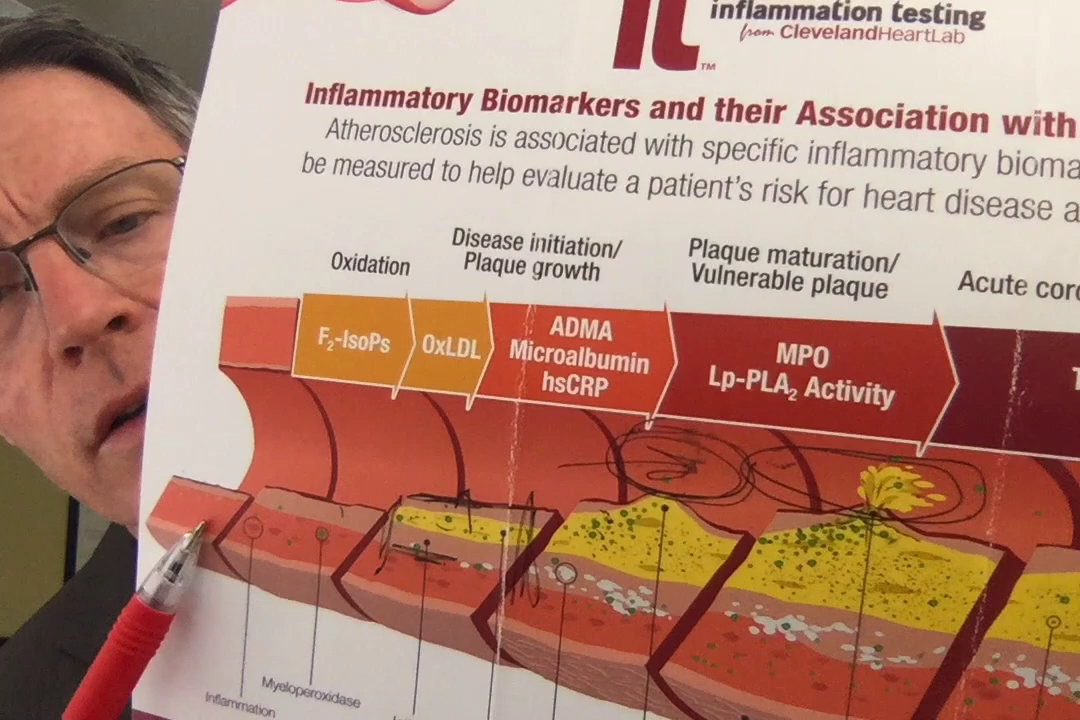 inflammation testing
from ClevelandHeartLab
™
Inflammatory Biomarkers and their Association with
Atherosclerosis is associated with specific inflammatory bioma
be measured to help evaluate a patient's risk for heart disease a
Disease initiation/
Plaque growth
Plaque maturation/
Vulnerable plaque
Oxidation
Acute coro
F₂-IsoPs
OxLDL
ADMA
Microalbumin
hsCRP
MPO
Lp-PLA₂ Activity
T
Myeloperoxidase
Inflammation